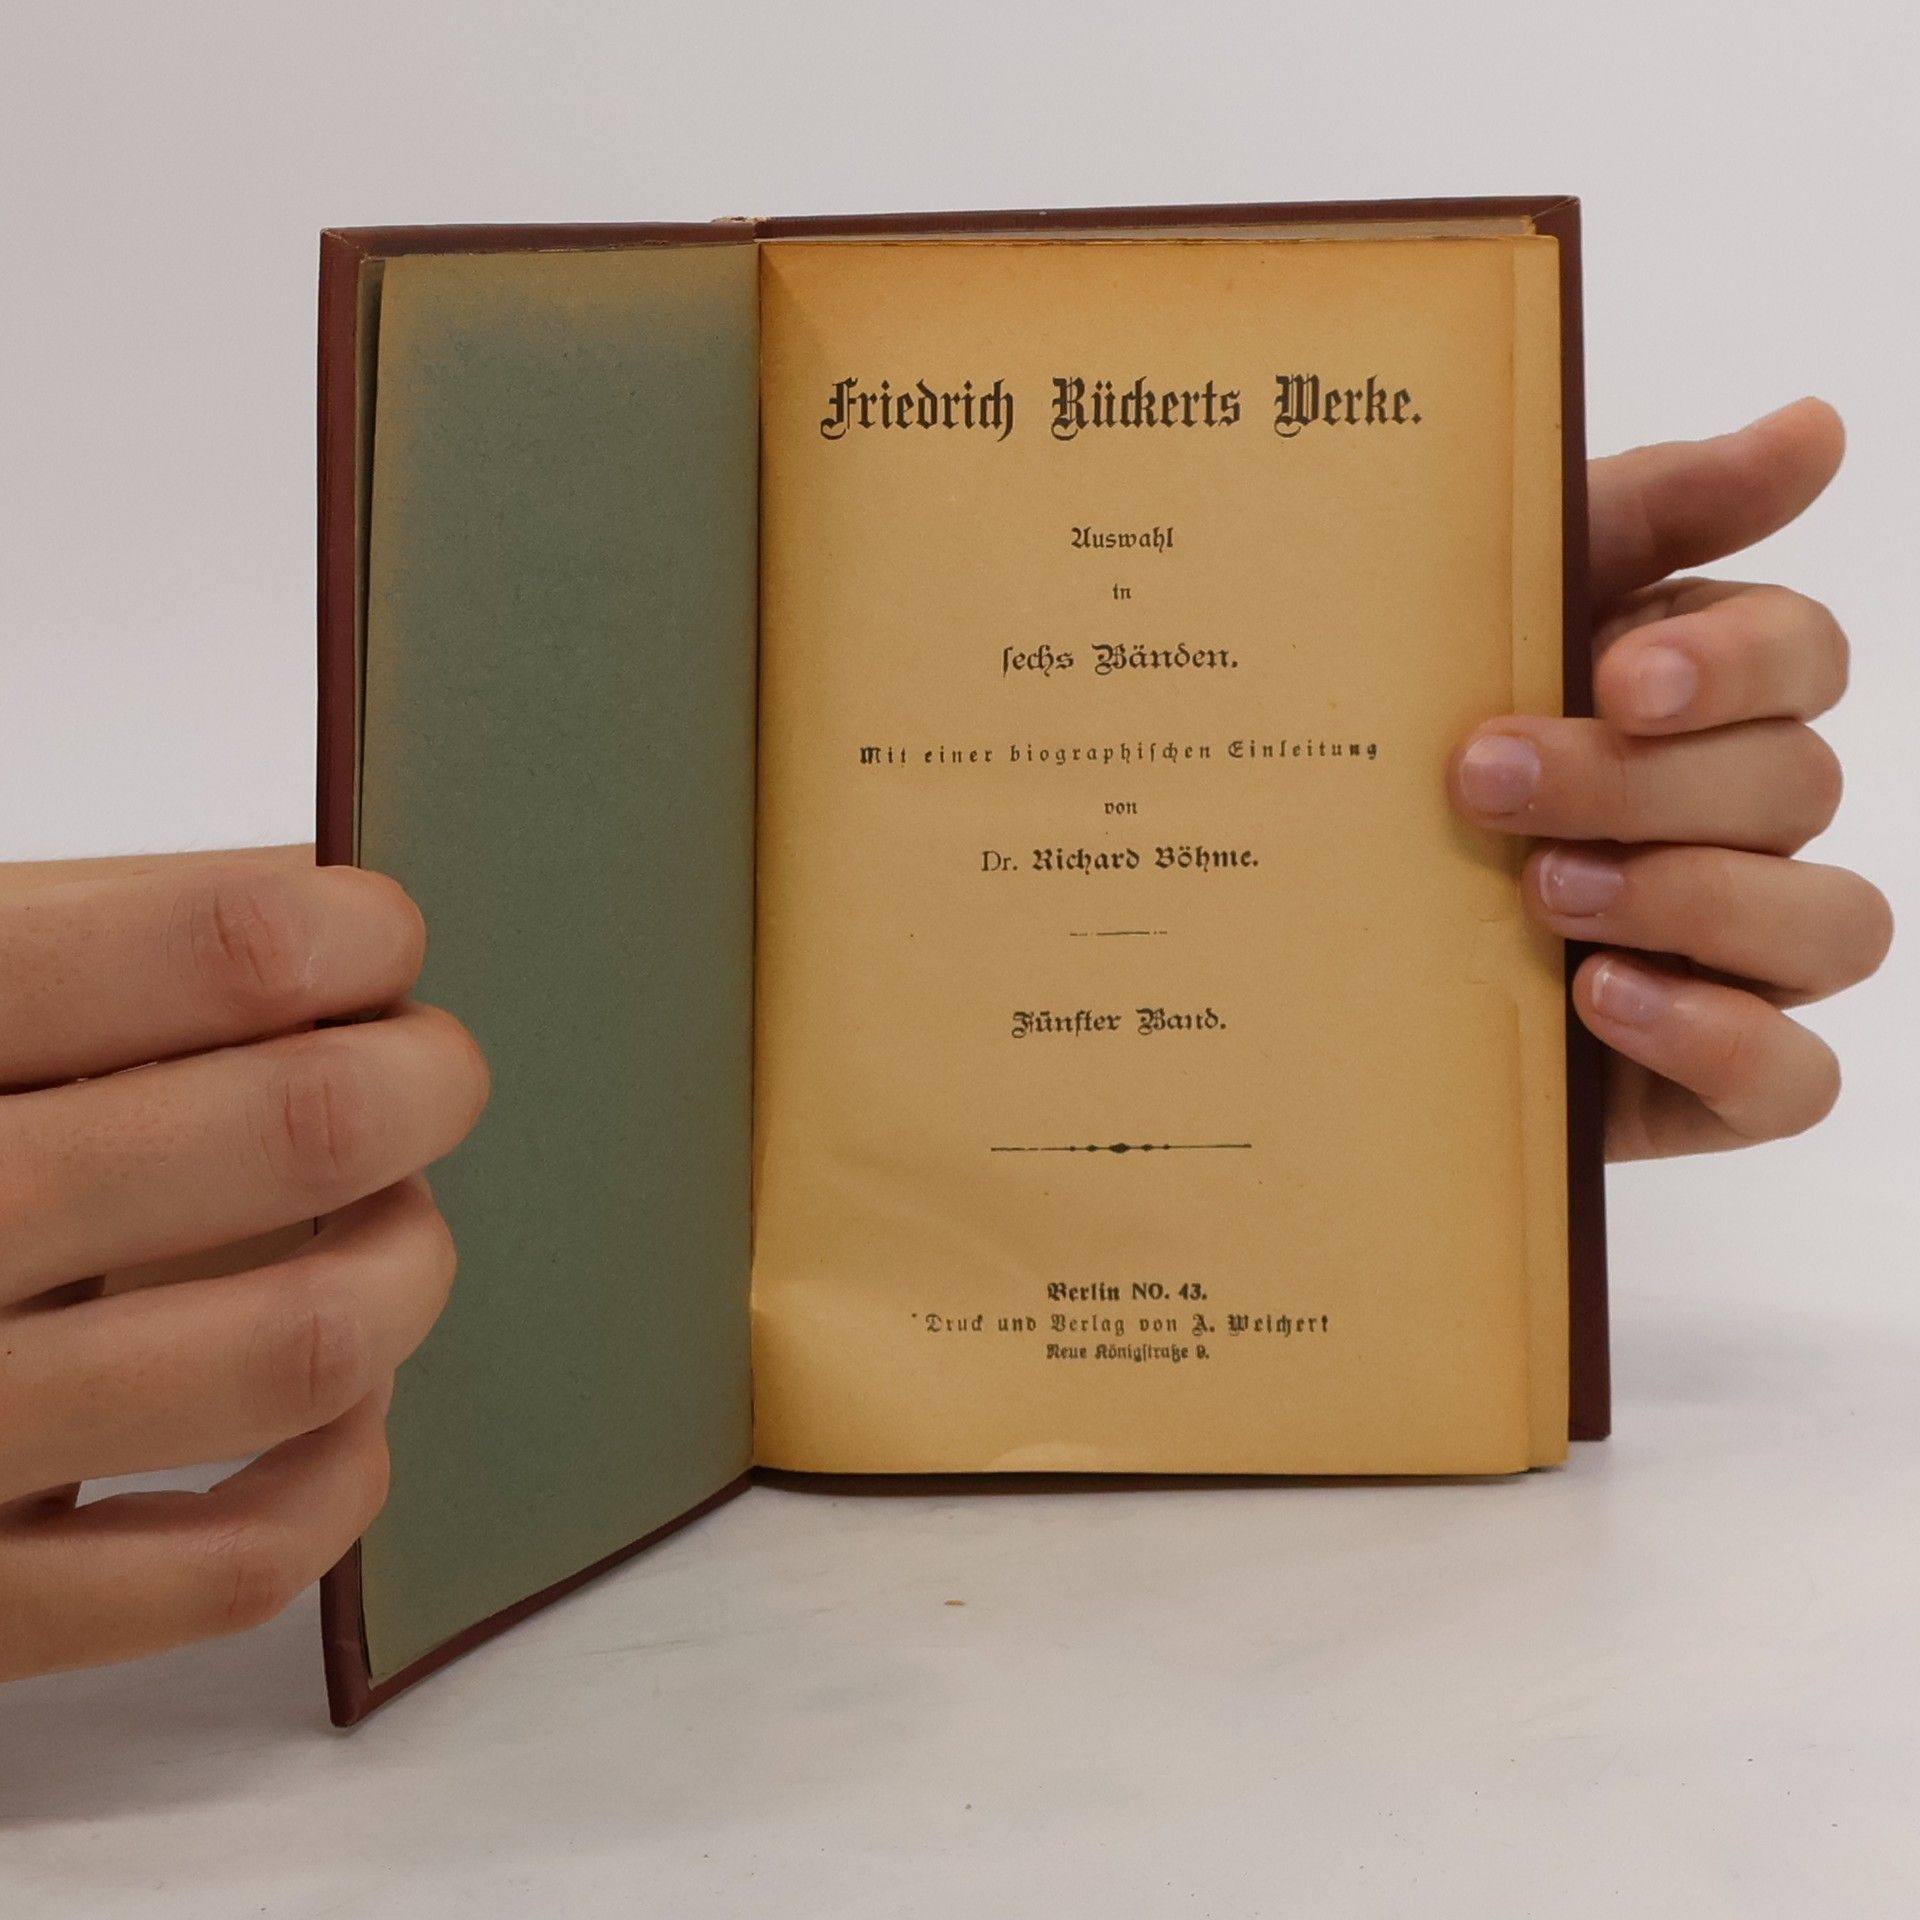 Friedrich Rückerts Werke.
Auswahl
in
ſechs Bänden.
Mit einer biographiſchen Einleitung
von
Dr. Richard Böhme.
Fünfter Band.
Berlin NO. 43.
Druck und Verlag von A. Weichert
Neue Königſtraße 9.